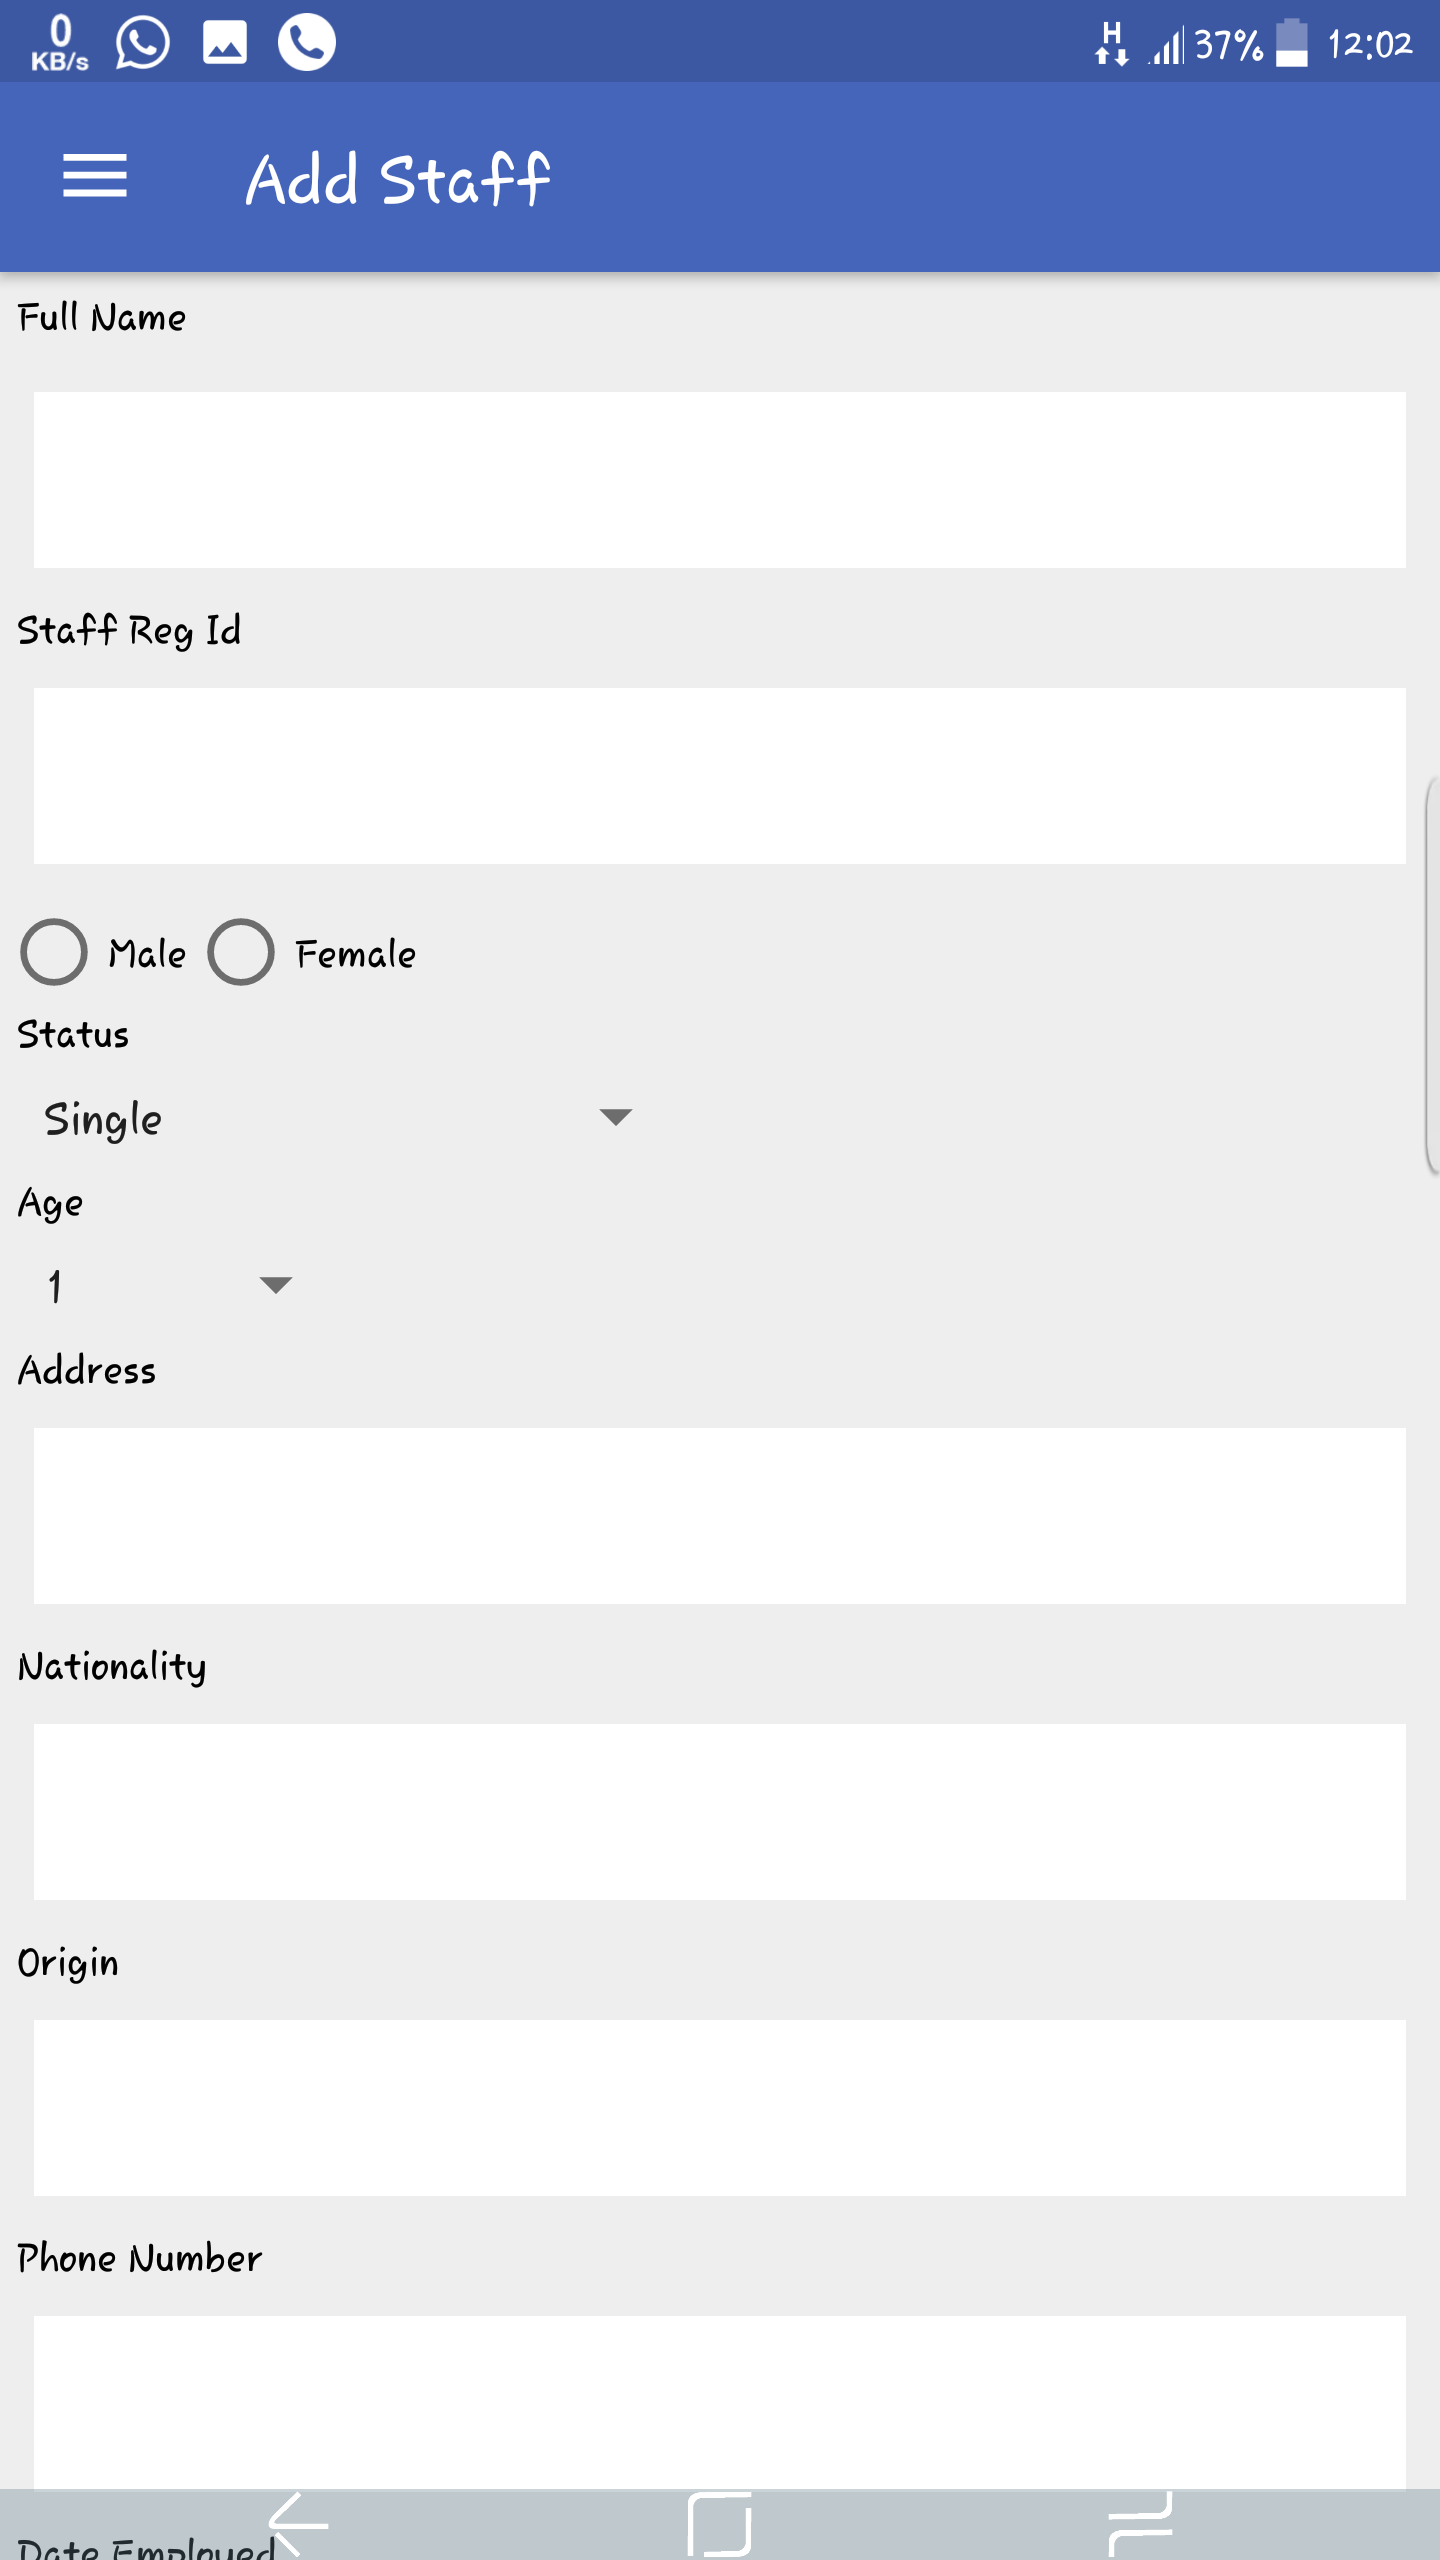 0
KB/s
H
37%
12:02
Add Staff
Full Name
Staff Reg Id
Male
Female
Status
Single
Age
1
Address
Nationality
Origin
Phone Number
Date Employed